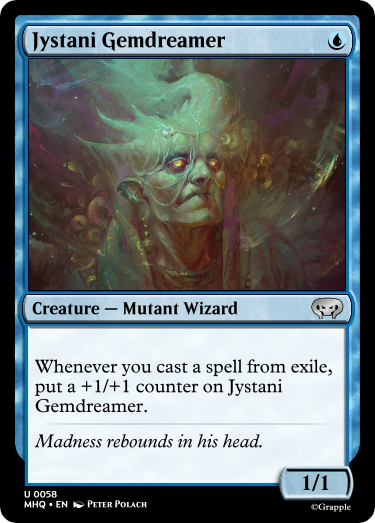 Jystani Gemdreamer
Creature — Mutant Wizard
Whenever you cast a spell from exile,
put a +1/+1 counter on Jystani
Gemdreamer.
Madness rebounds in his head.
1/1
U 0058
MHQ • EN Peter Polach
©Grapple